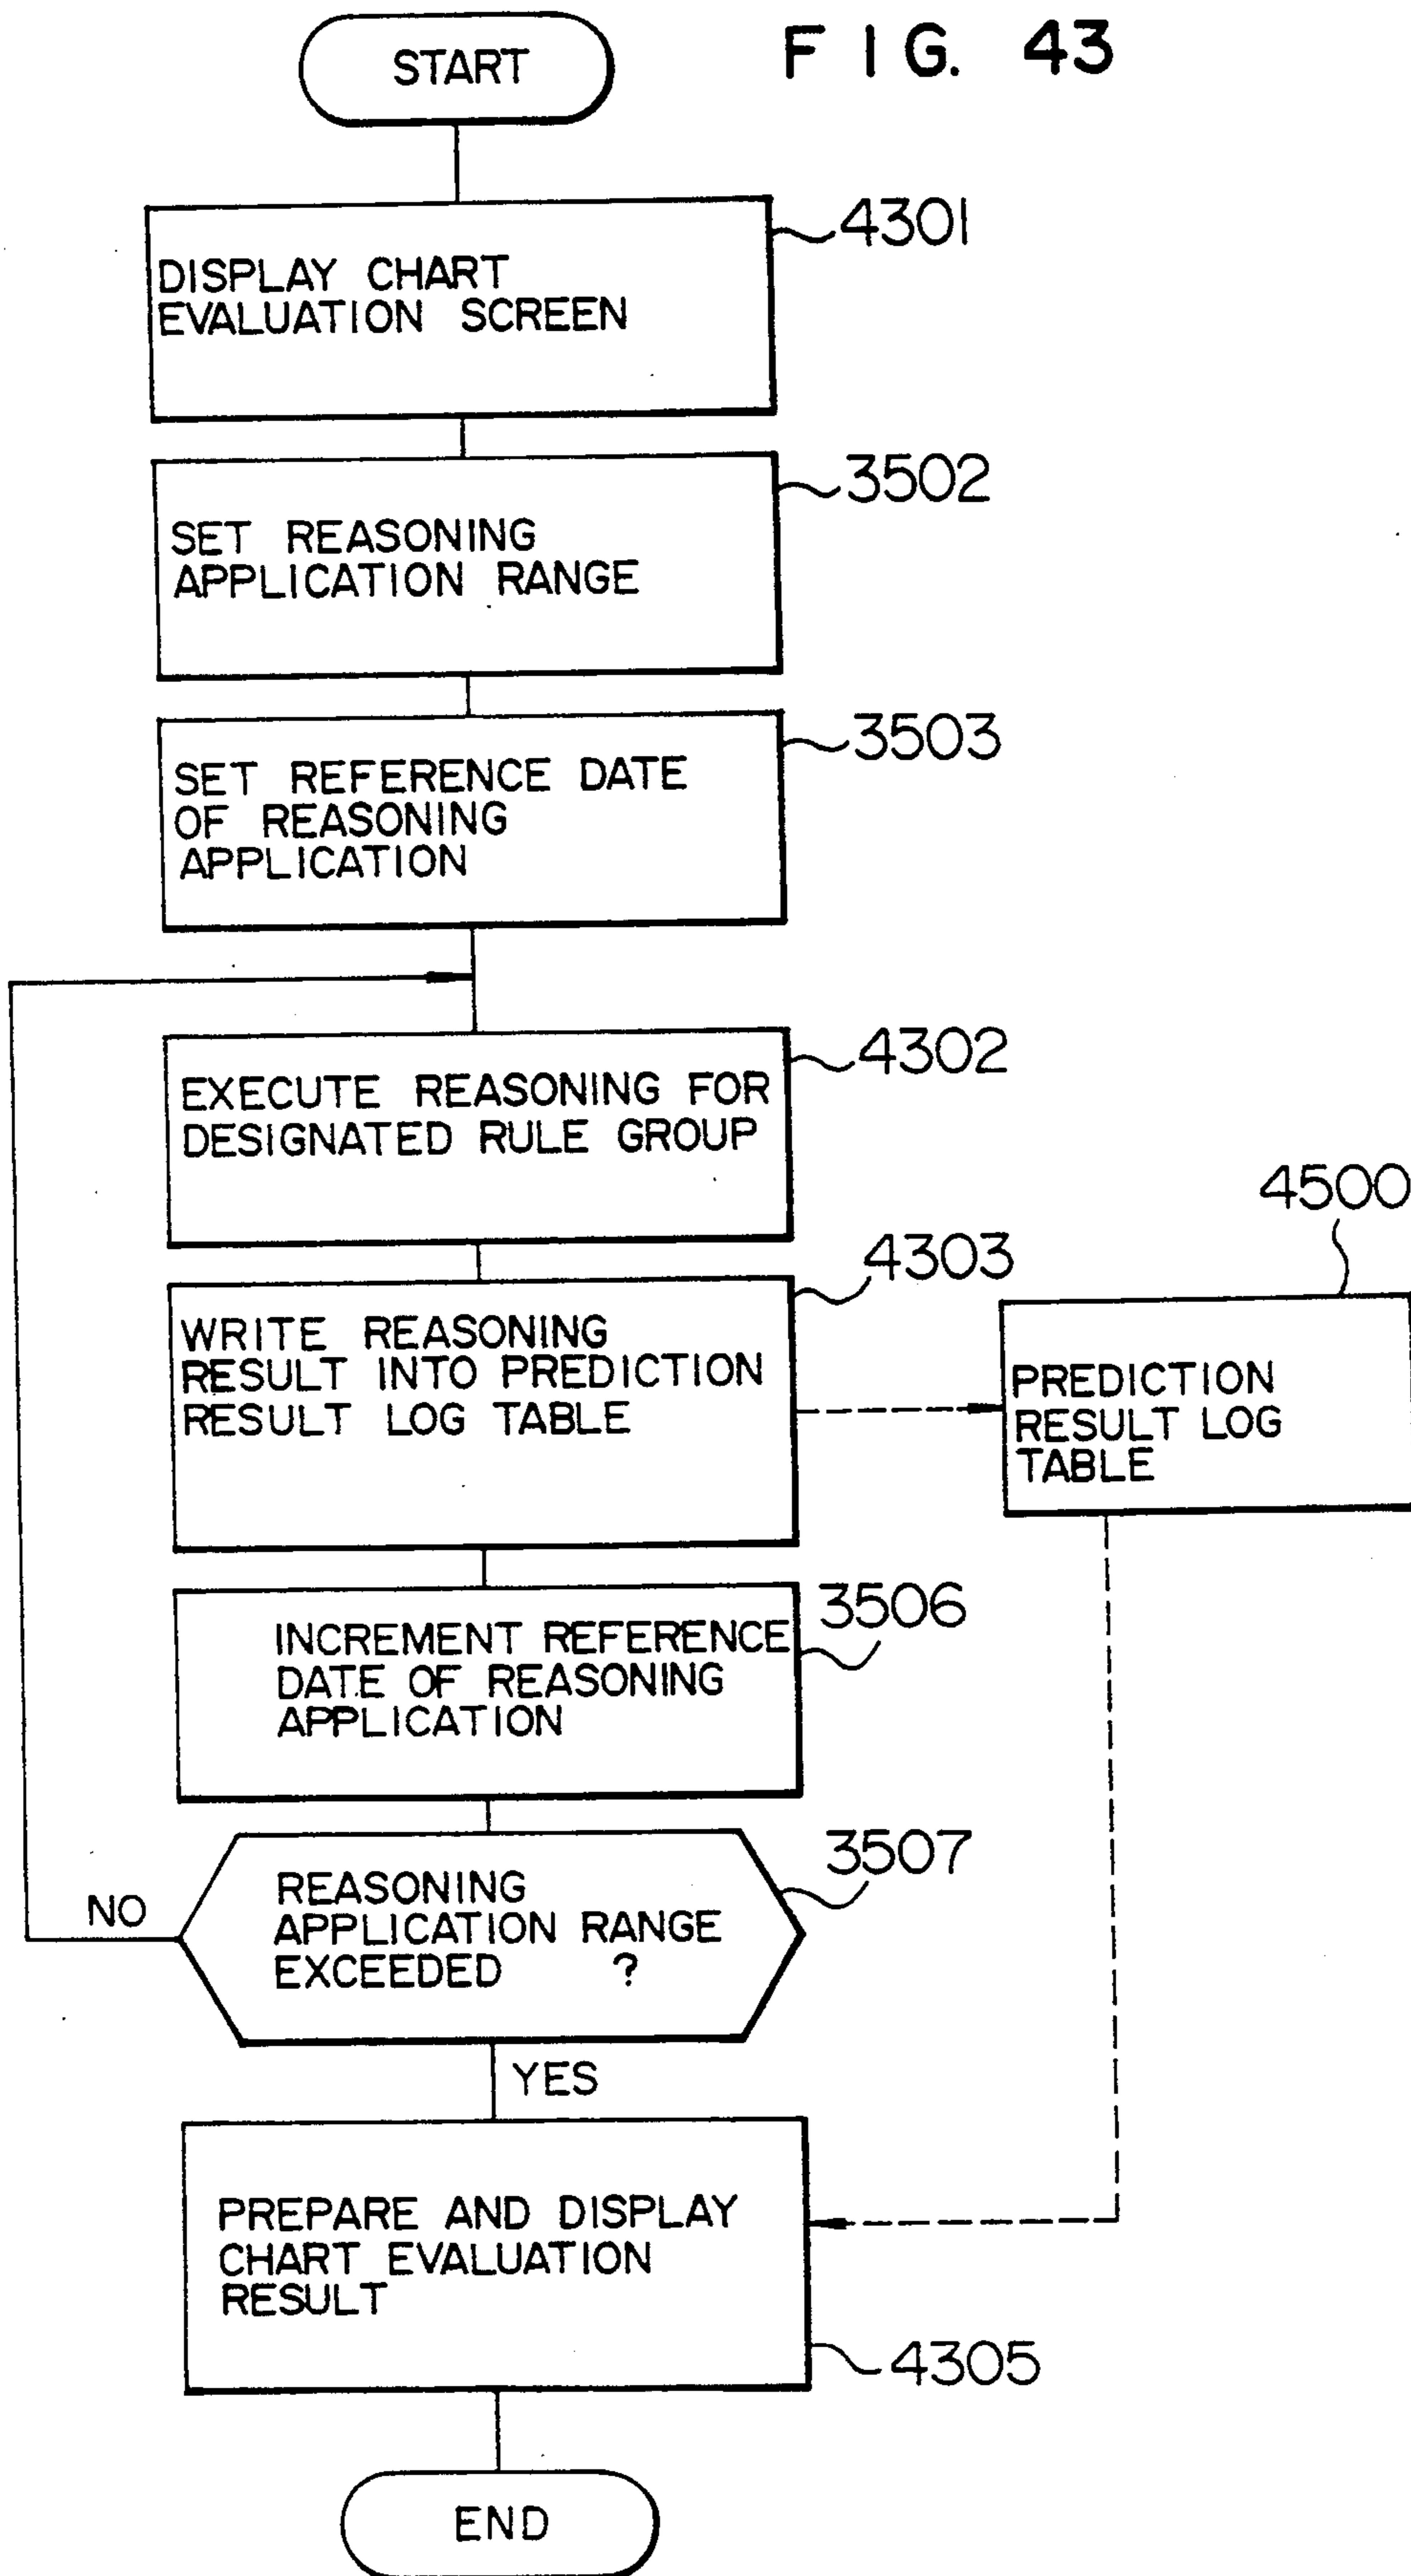 START
FIG. 43
4301
DISPLAY CHART
EVALUATION SCREEN
3502
SET REASONING
APPLICATION RANGE
3503
SET REFERENCE DATE
OF REASONING
APPLICATION
4302
EXECUTE REASONING FOR
DESIGNATED RULE GROUP
4303
WRITE REASONING
RESULT INTO PREDICTION
RESULT LOG TABLE
4500
PREDICTION
RESULT LOG
TABLE
3506
INCREMENT REFERENCE
DATE OF REASONING
APPLICATION
3507
REASONING
APPLICATION RANGE
EXCEEDED ?
NO
YES
PREPARE AND DISPLAY
CHART EVALUATION
RESULT
4305
END